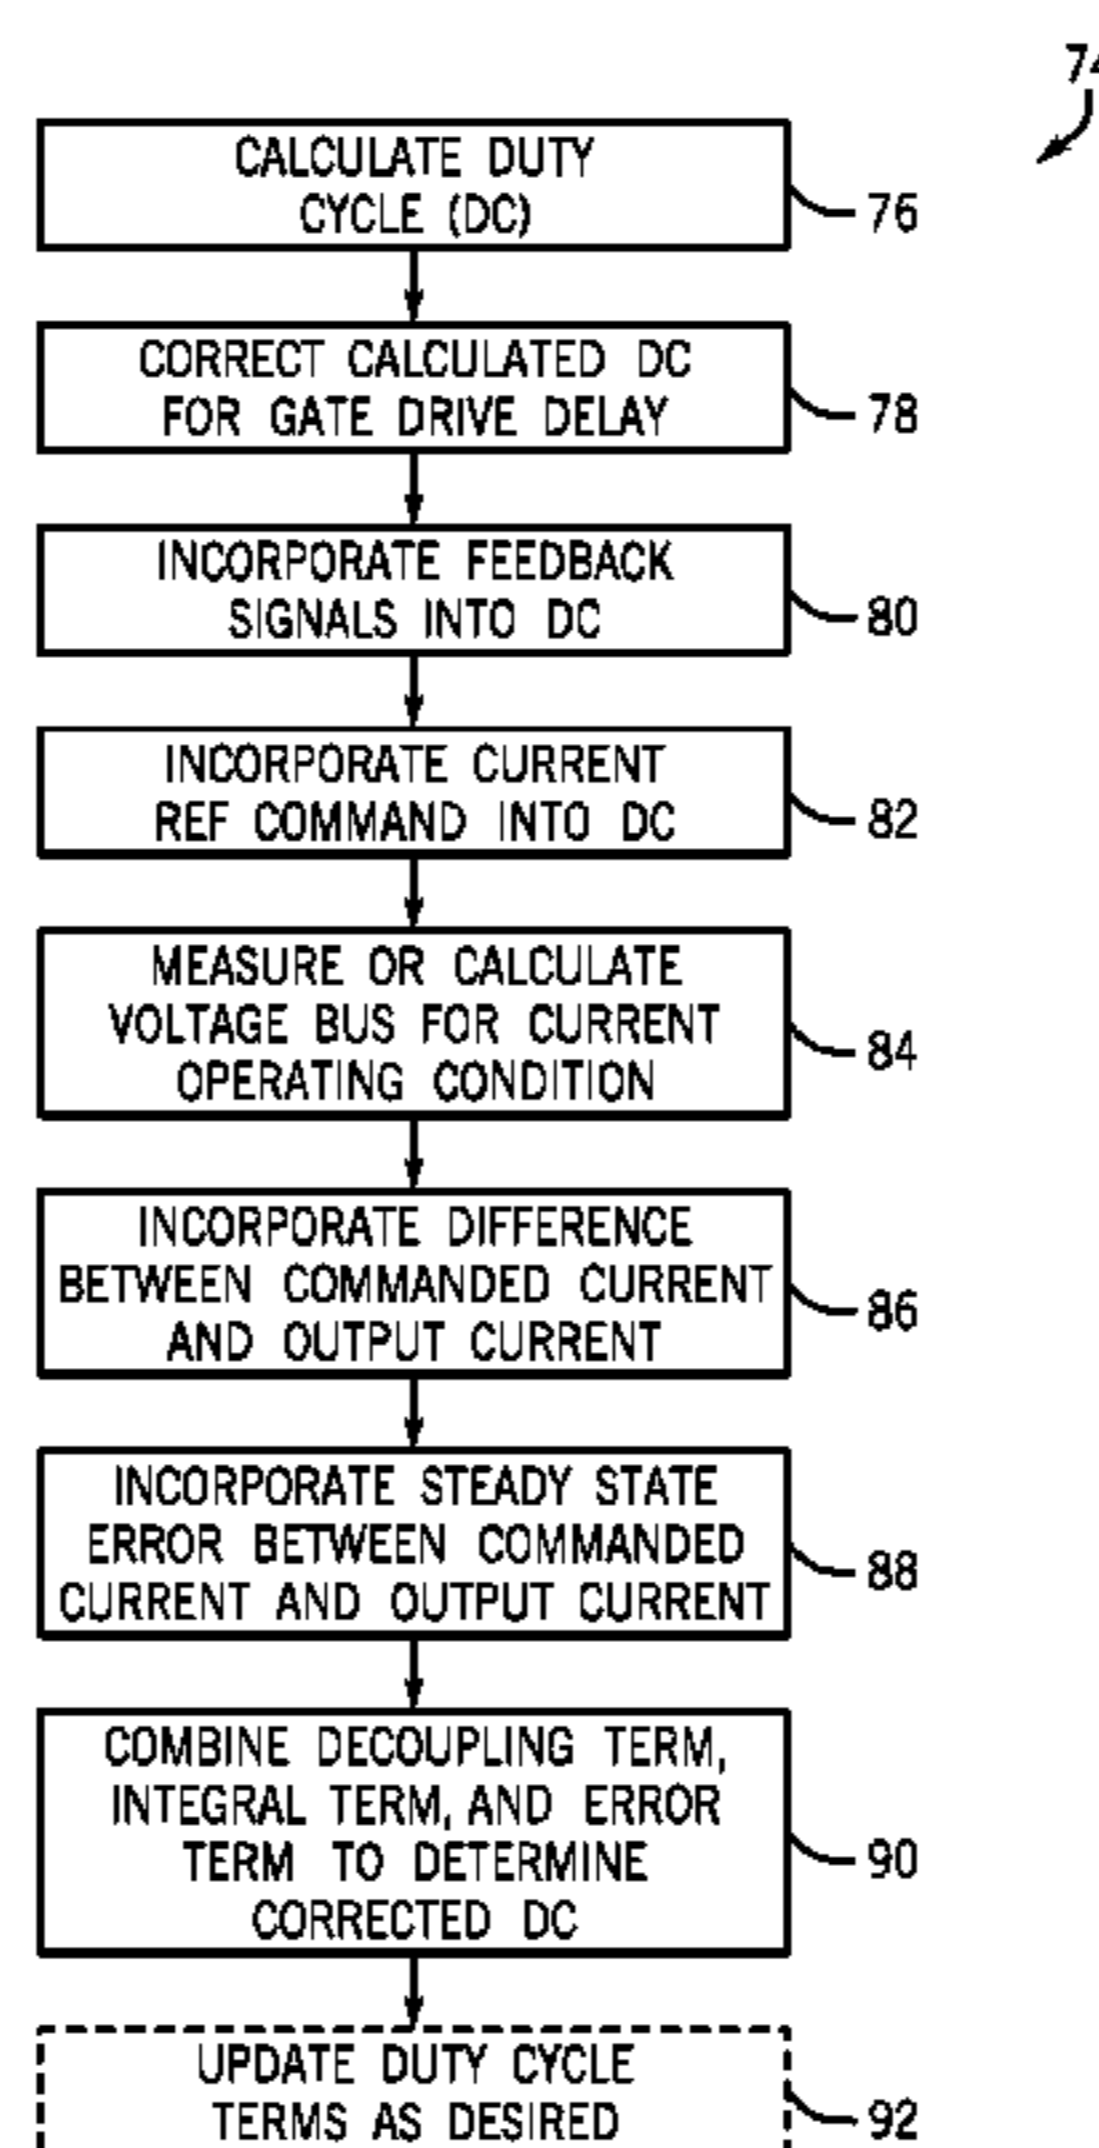 74
CALCULATE DUTY
CYCLE (DC)
76
CORRECT CALCULATED DC
FOR GATE DRIVE DELAY
78
INCORPORATE FEEDBACK
SIGNALS INTO DC
80
INCORPORATE CURRENT
REF COMMAND INTO DC
82
MEASURE OR CALCULATE
VOLTAGE BUS FOR CURRENT
OPERATING CONDITION
84
INCORPORATE DIFFERENCE
BETWEEN COMMANDED CURRENT
AND OUTPUT CURRENT
86
INCORPORATE STEADY STATE
ERROR BETWEEN COMMANDED
CURRENT AND OUTPUT CURRENT
88
COMBINE DECOUPLING TERM,
INTEGRAL TERM, AND ERROR
TERM TO DETERMINE
CORRECTED DC
90
UPDATE DUTY CYCLE
TERMS AS DESIRED
92